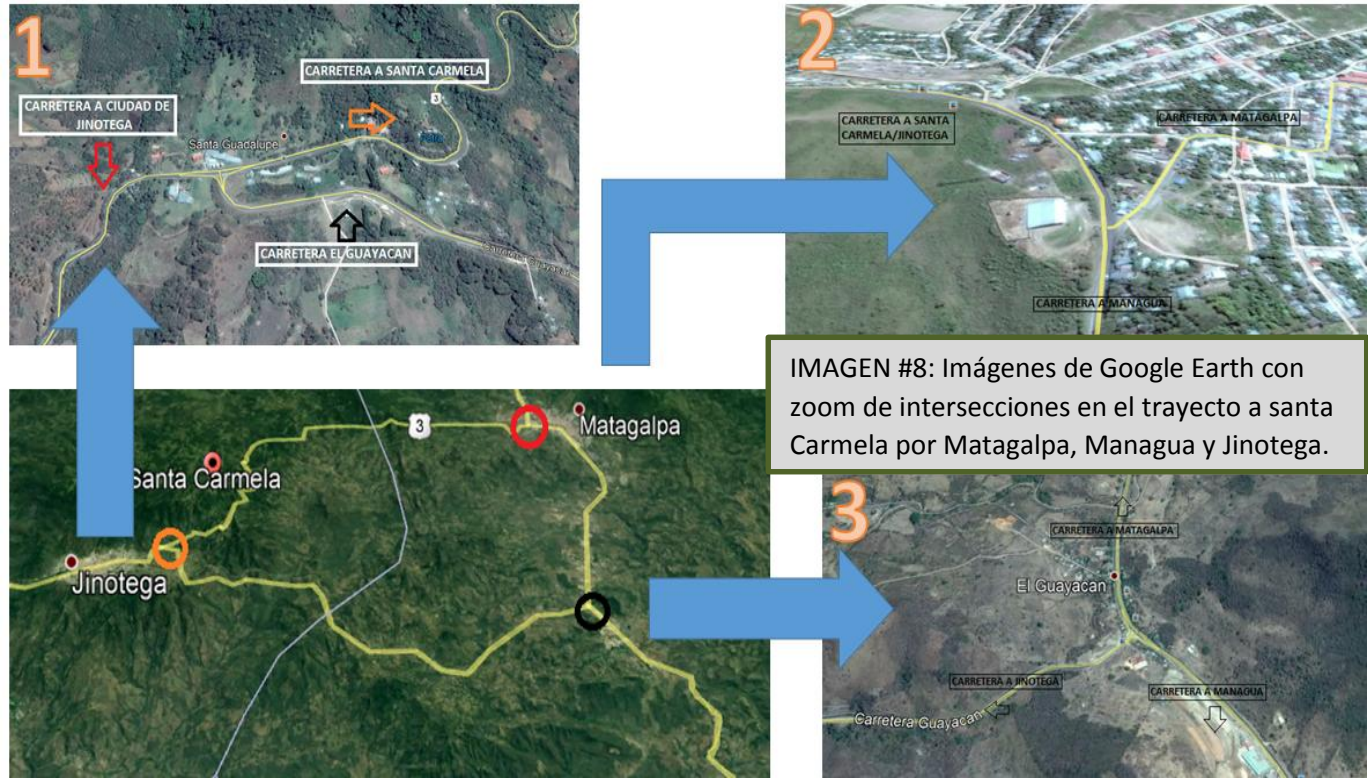 1
CARRETERA A SANTA CARMELA
3
CARRETERA A CIUDAD DE
JINOTEGA
Santa Guadalupe
CARRETERA EL GUAYACAN
2
CARRETERA A SANTA
CARMELA/JINOTEGA
CARRETERA A MATAGALPA
CARRETERA A MANAGUA
IMAGEN #8: Imágenes de Google Earth con
zoom de intersecciones en el trayecto a santa
Carmela por Matagalpa, Managua y Jinotega.
3
Matagalpa
Santa Carmela
Jinotega
3
CARRETERA A MATAGALPA
El Guayacan
CARRETERA A JINOTEGA
CARRETERA A MANAGUA
Carretera Guayacan